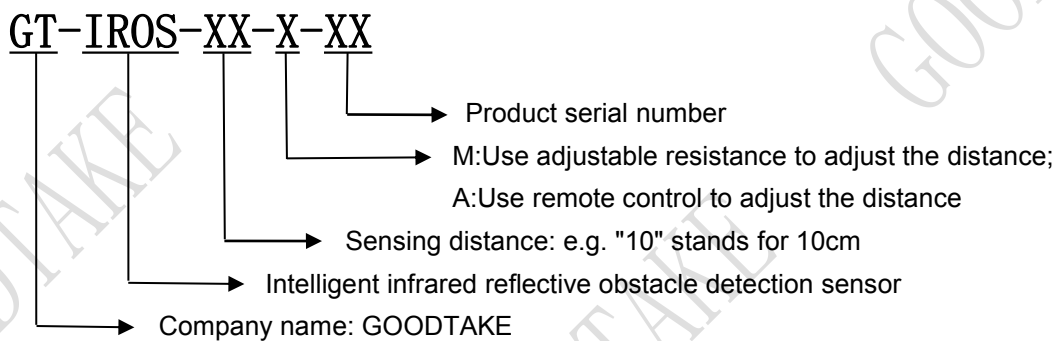 GT-IROS-XX-X-XX
Product serial number
M:Use adjustable resistance to adjust the distance;
A:Use remote control to adjust the distance
Sensing distance: e.g. "10" stands for 10cm
Intelligent infrared reflective obstacle detection sensor
Company name: GOODTAKE